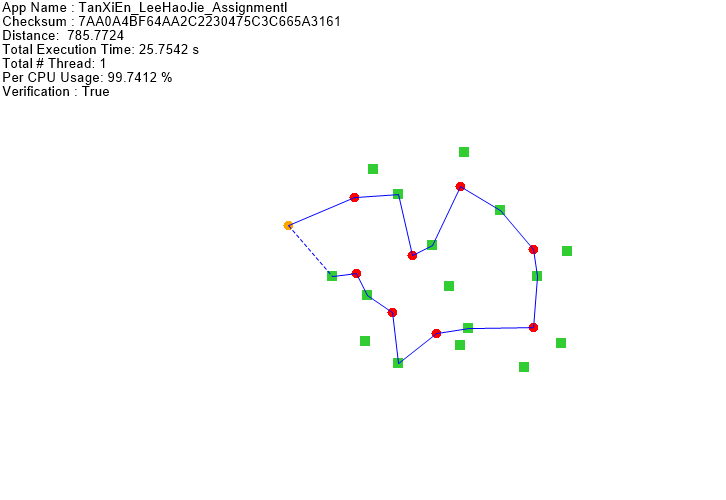 App Name : TanXiEn_LeeHaoJie_AssignmentI
Checksum : 7AA0A4BF64AA2C2230475C3C665A3161
Distance:  785.7724
Total Execution Time: 25.7542 s
Total # Thread: 1
Per CPU Usage: 99.7412 %
Verification : True